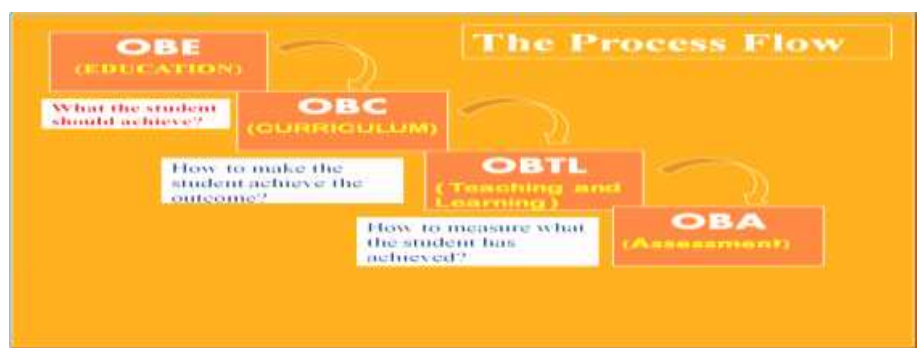 The Process Flow
OBE
(EDUCATION)
What the student
should achieve?
OBC
(CURRICULUM)
How to make the
student achieve the
outcome?
OBTL
(Teaching and
Learning)
How to measure what
the student has
achieved?
OBA
(Assessment)